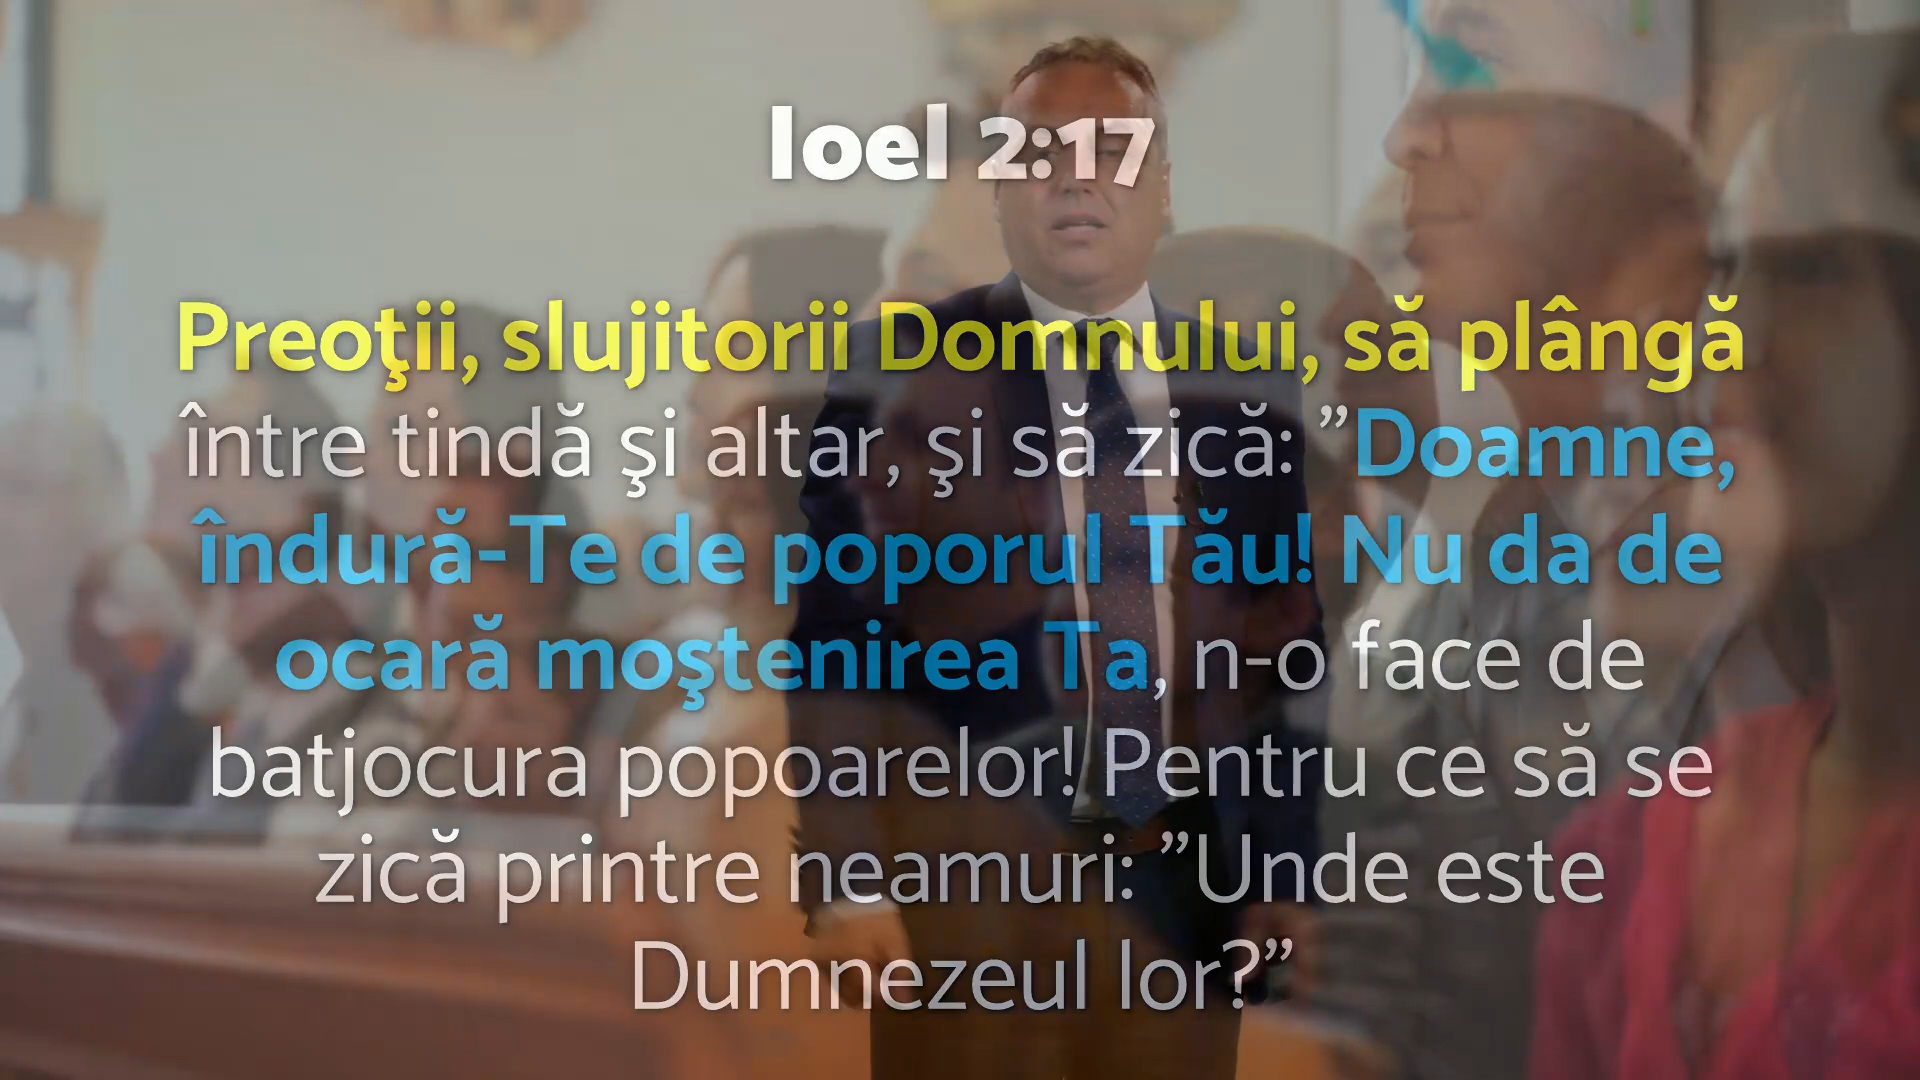 Ioel 2:17
Preoţii, slujitorii Domnului, să plângă
între tindă şi altar, şi să zică: ”Doamne,
îndură-Te de poporul Tău! Nu da de
ocară moştenirea Ta, n-o face de
batjocura popoarelor! Pentru ce să se
zică printre neamuri: ”Unde este
Dumnezeul lor?”